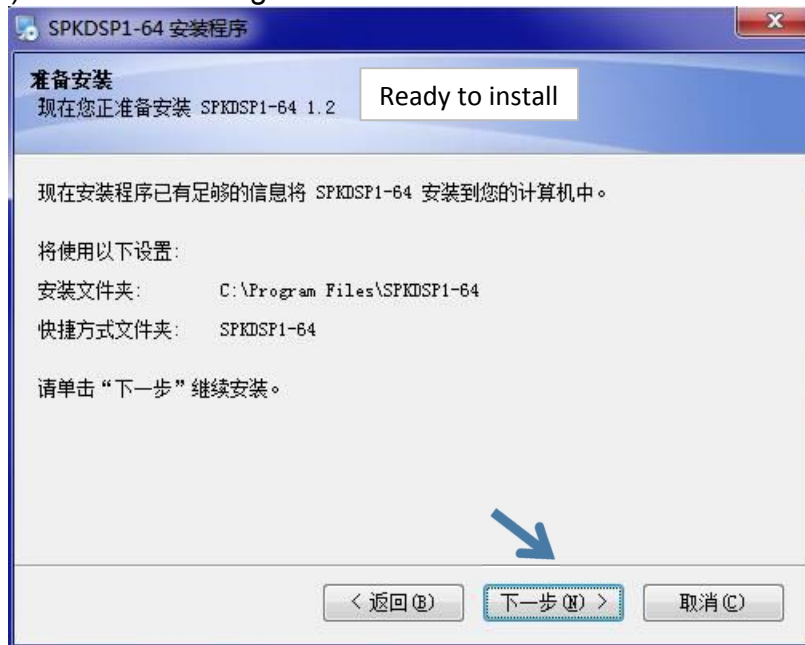 SPKDSP1-64 安装程序
准备安装
现在您正准备安装 SPKDSP1-64 1.2
Ready to install
现在安装程序已有足够的信息将 SPKDSP1-64 安装到您的计算机中。
将使用以下设置:
安装文件夹: C:\Program Files\SPKDSP1-64
快捷方式文件夹: SPKDSP1-64
请单击“下一步”继续安装。
< 返回(B) 下一步(N) > 取消(C)